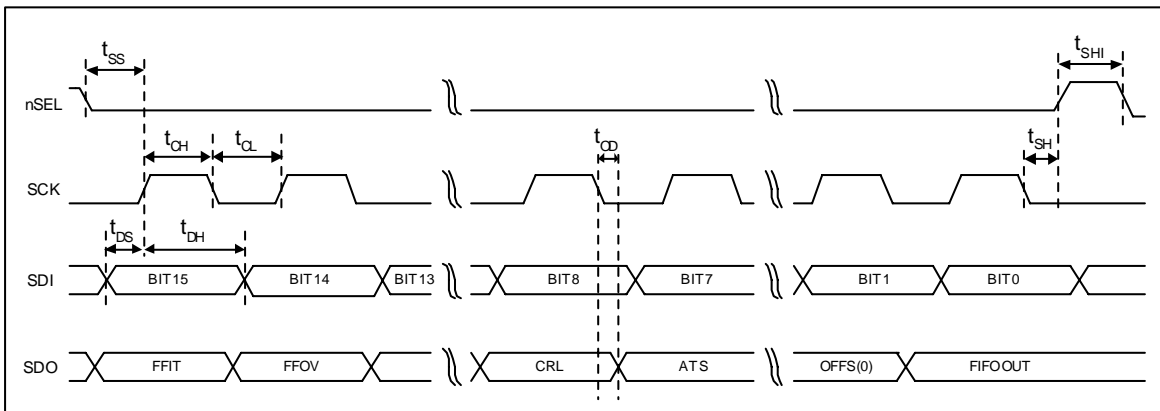 tSS
tSHI
nSEL
tCH
tCL
tCD
tSH
SCK
tDS
tDH
SDI
BIT15
BIT14
BIT13
BIT8
BIT7
BIT1
BIT0
SDO
FFIT
FFOV
CRL
ATS
OFFS(0)
FIFOOUT